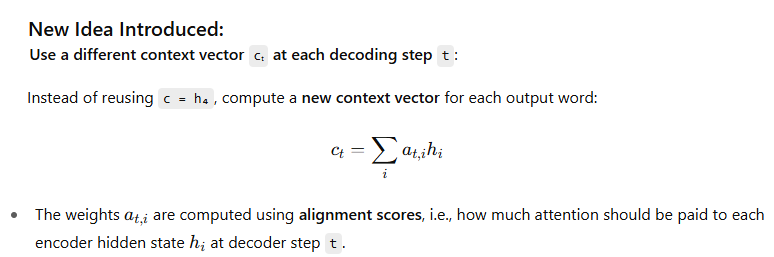 New Idea Introduced:
Use a different context vector cₜ at each decoding step t :
Instead of reusing c = h₄ , compute a new context vector for each output word:
cₜ = ∑ᵢ aₜ,ᵢhᵢ
• The weights aₜ,ᵢ are computed using alignment scores, i.e., how much attention should be paid to each
encoder hidden state hᵢ at decoder step t .